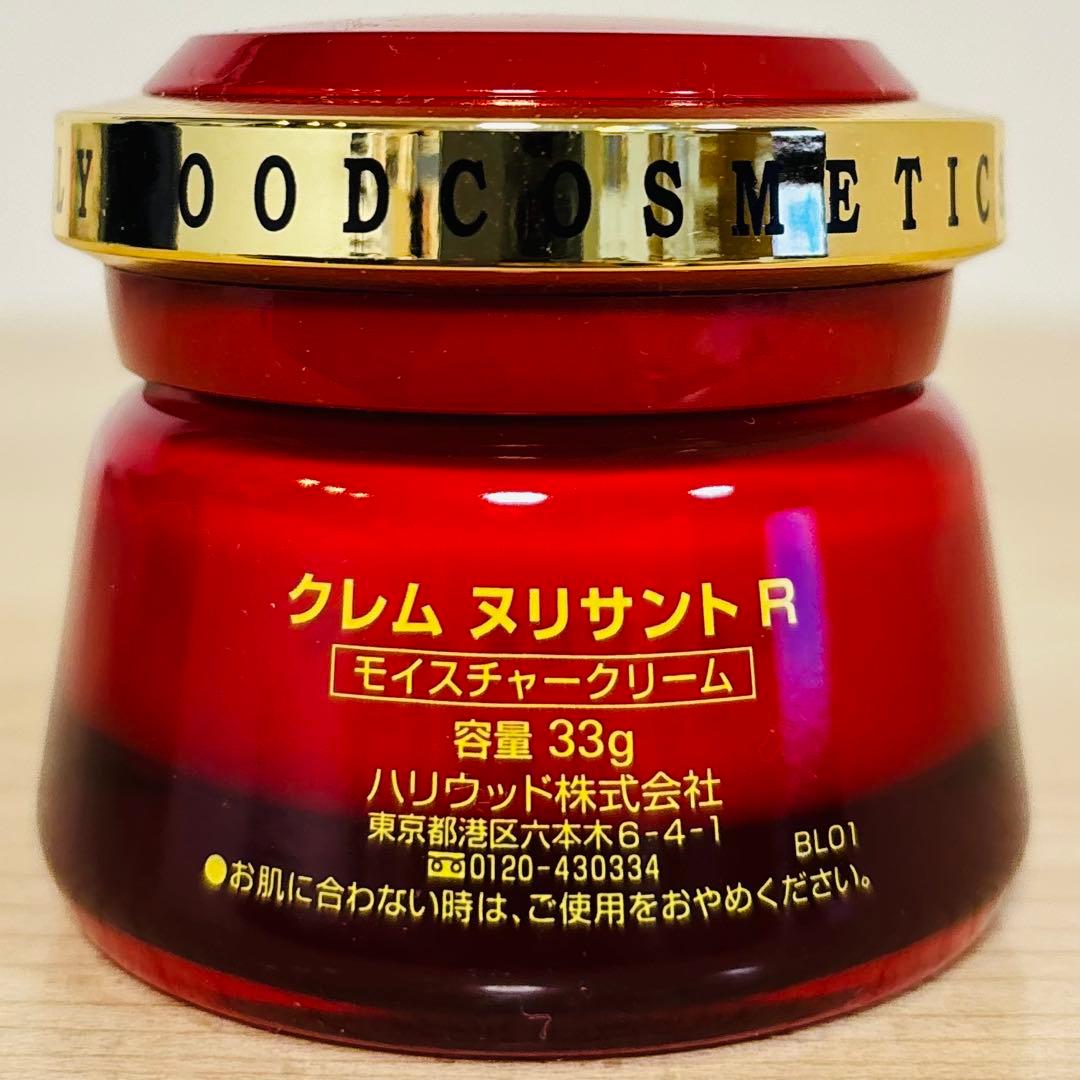 LYWOODCOSMETIC
クレム ヌリサント R
モイスチャークリーム
容量 33g
ハリウッド株式会社
東京都港区六本木6-4-1
0120-430334
BL01
●お肌に合わない時は、ご使用をおやめください。
7